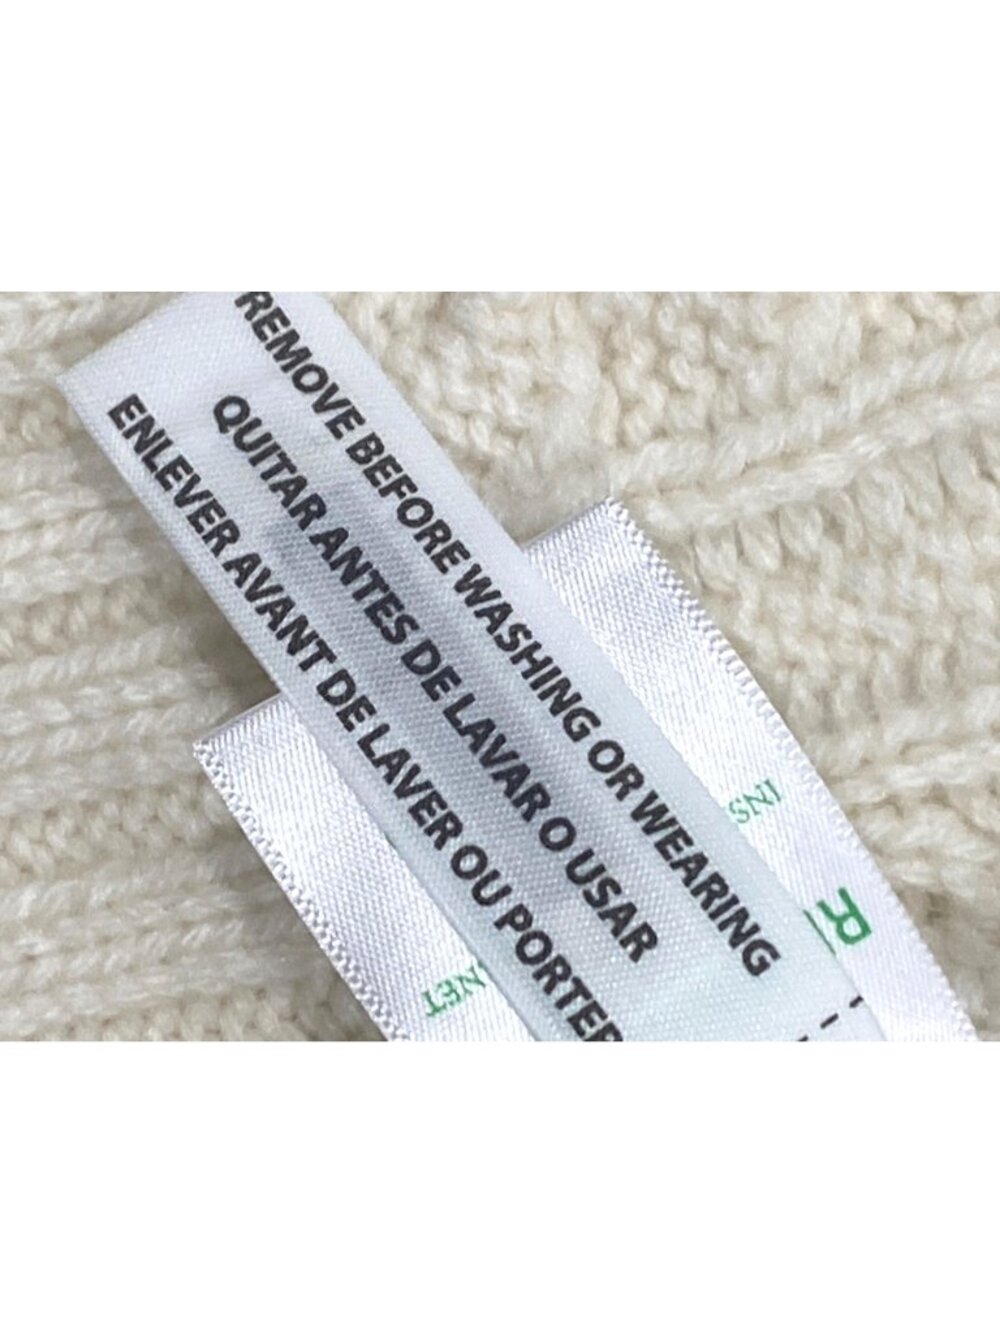 REMOVE BEFORE WASHING OR WEARING
QUITAR ANTES DE LAVAR O USAR
ENLEVER AVANT DE LAVER OU PORTER